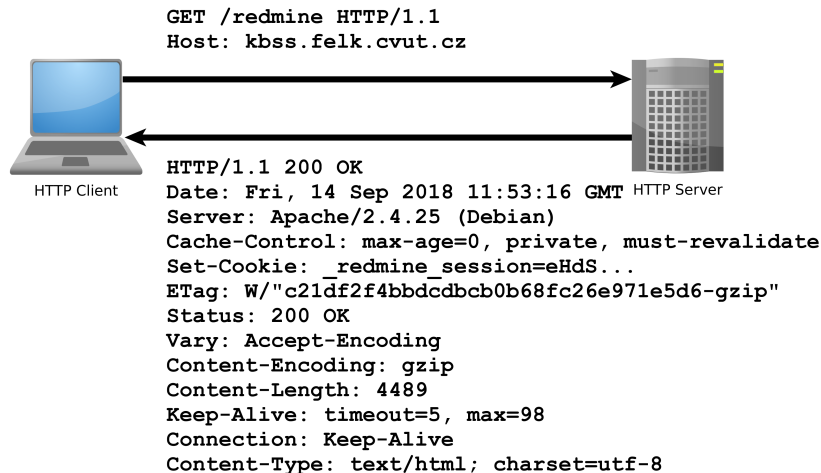 GET /redmine HTTP/1.1
Host: kbss.felk.cvut.cz
HTTP Client
HTTP Server
HTTP/1.1 200 OK
Date: Fri, 14 Sep 2018 11:53:16 GMT
Server: Apache/2.4.25 (Debian)
Cache-Control: max-age=0, private, must-revalidate
Set-Cookie: _redmine_session=eHdS...
ETag: W/"c21df2f4bbdcdbcb0b68fc26e971e5d6-gzip"
Status: 200 OK
Vary: Accept-Encoding
Content-Encoding: gzip
Content-Length: 4489
Keep-Alive: timeout=5, max=98
Connection: Keep-Alive
Content-Type: text/html; charset=utf-8